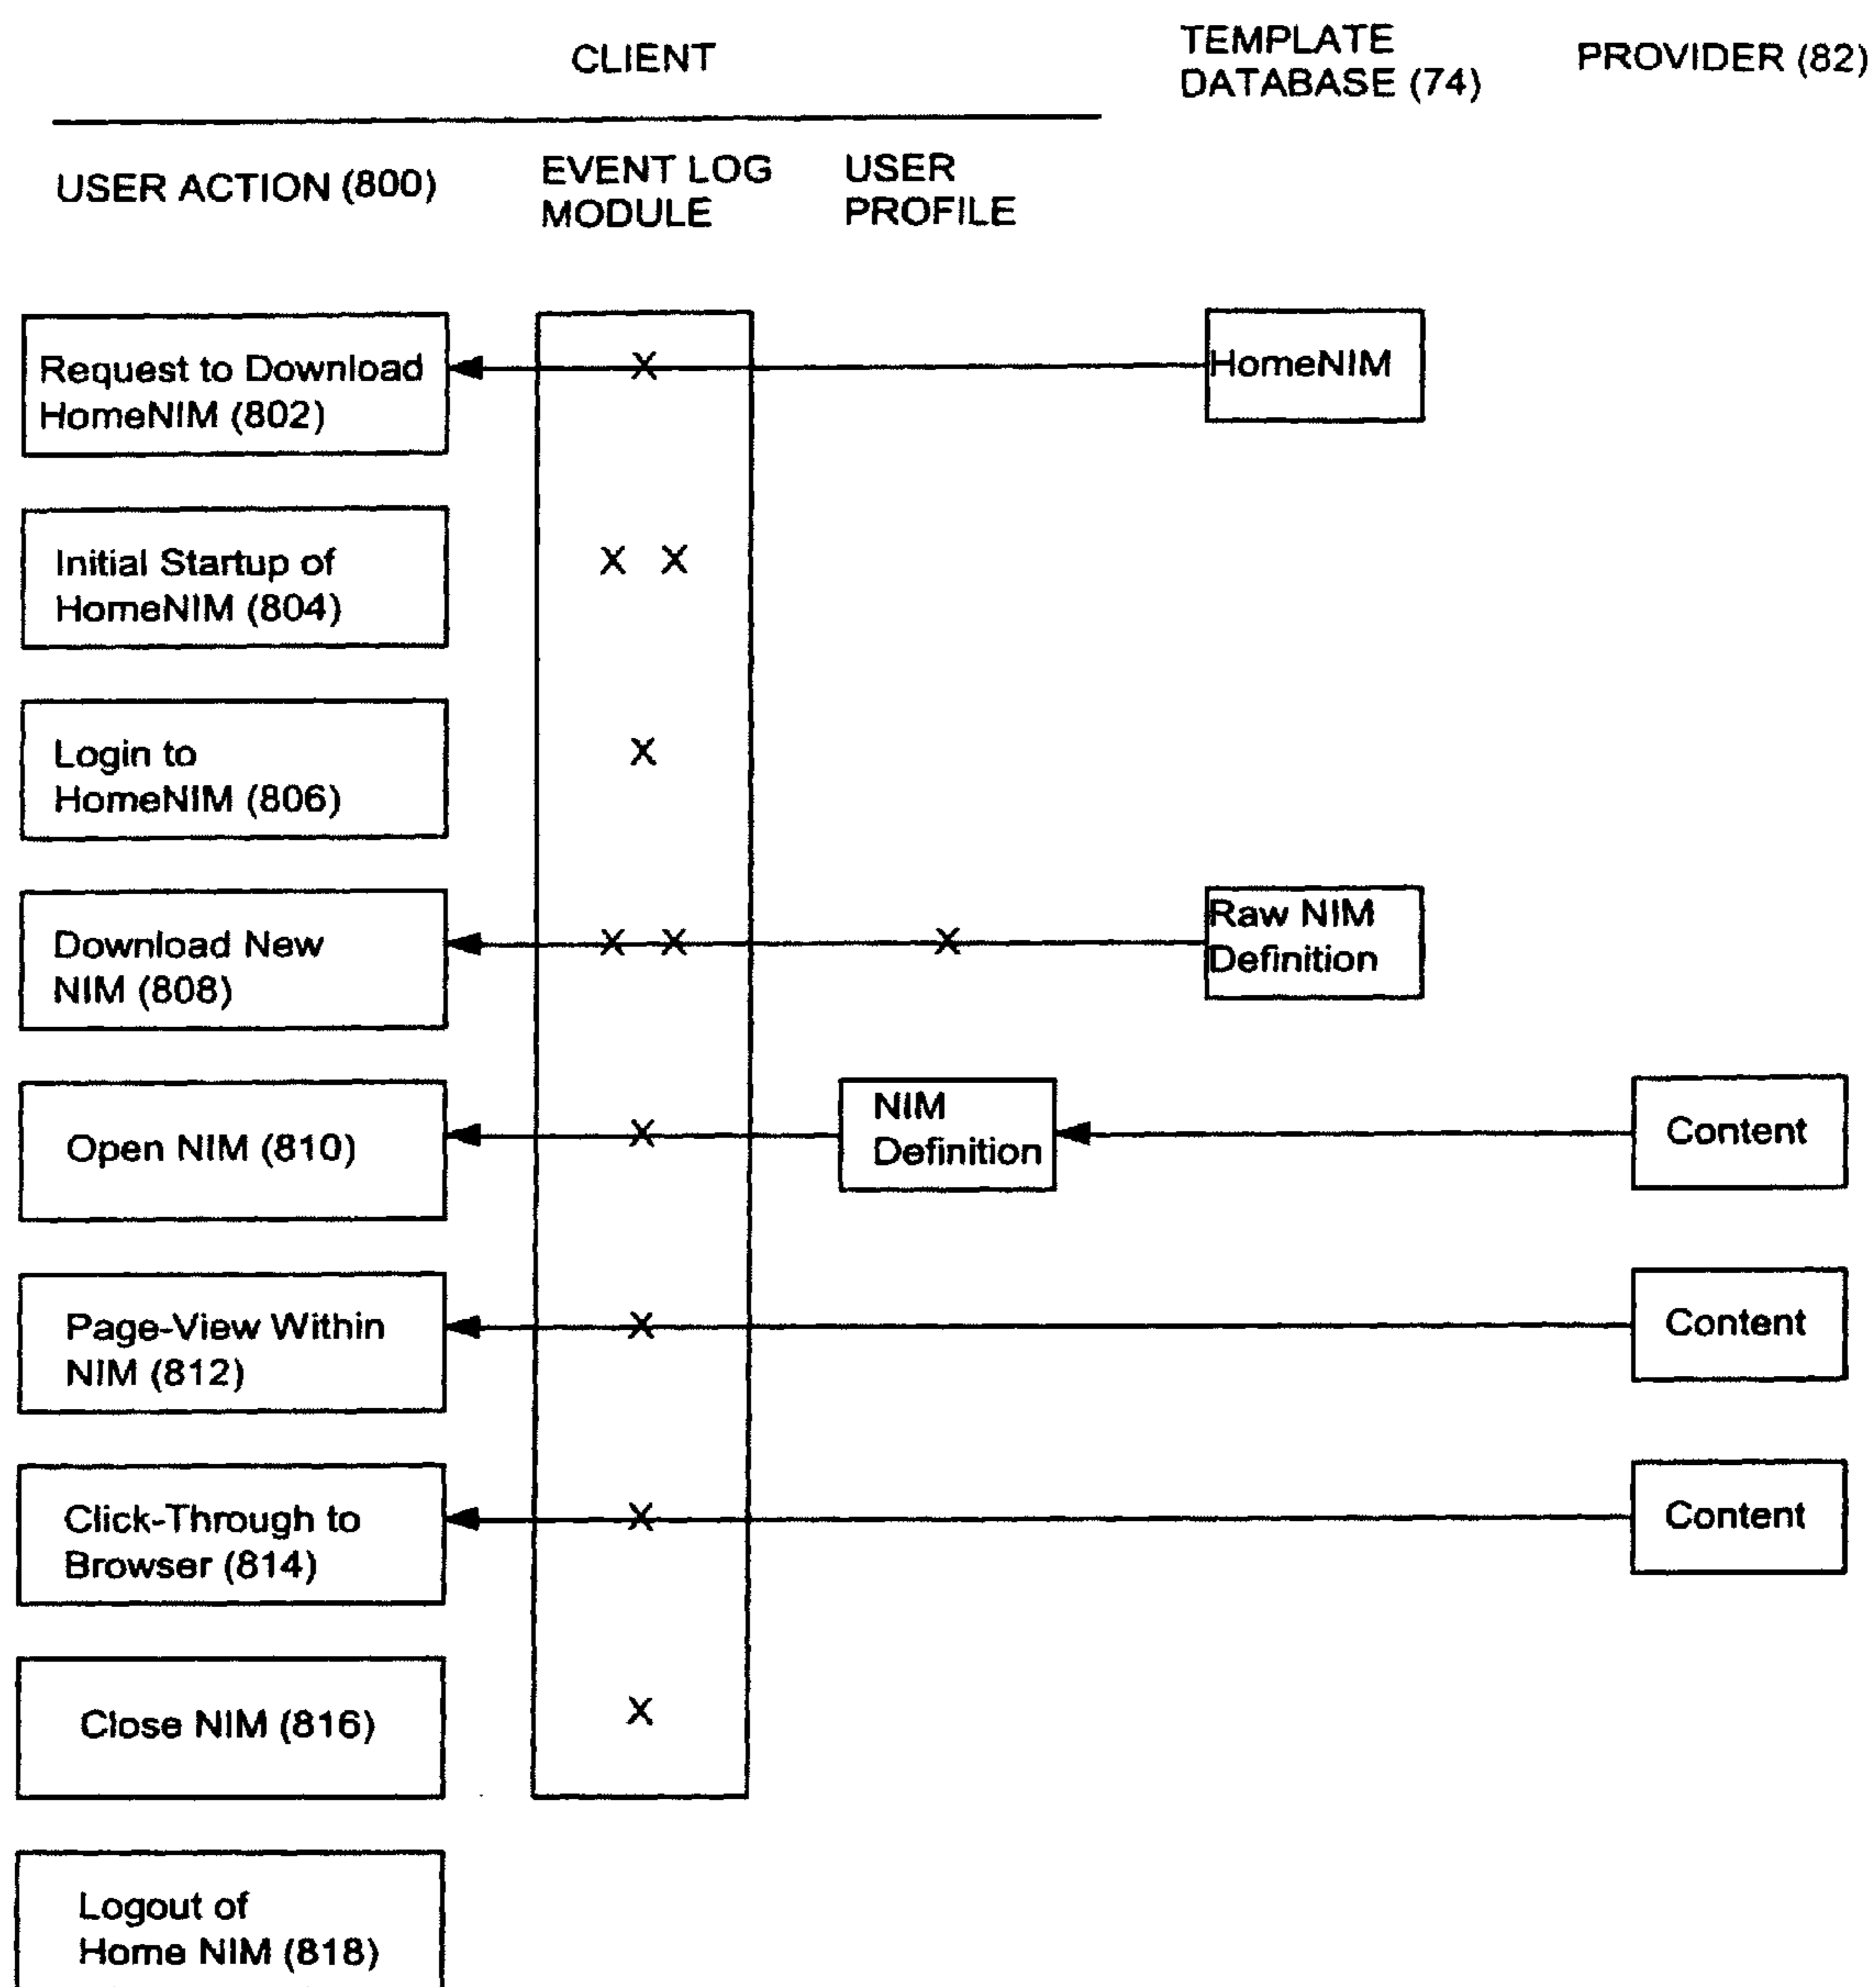 CLIENT
TEMPLATE
DATABASE (74)
PROVIDER (82)
USER ACTION (800)
EVENT LOG
MODULE
USER
PROFILE
Request to Download
HomeNIM (802)
X
HomeNIM
Initial Startup of
HomeNIM (804)
X X
Login to
HomeNIM (806)
X
Download New
NIM (808)
X X X
Raw NIM
Definition
Open NIM (810)
X
NIM
Definition
Content
Page-View Within
NIM (812)
X
Content
Click-Through to
Browser (814)
X
Content
Close NIM (816)
X
Logout of
Home NIM (818)